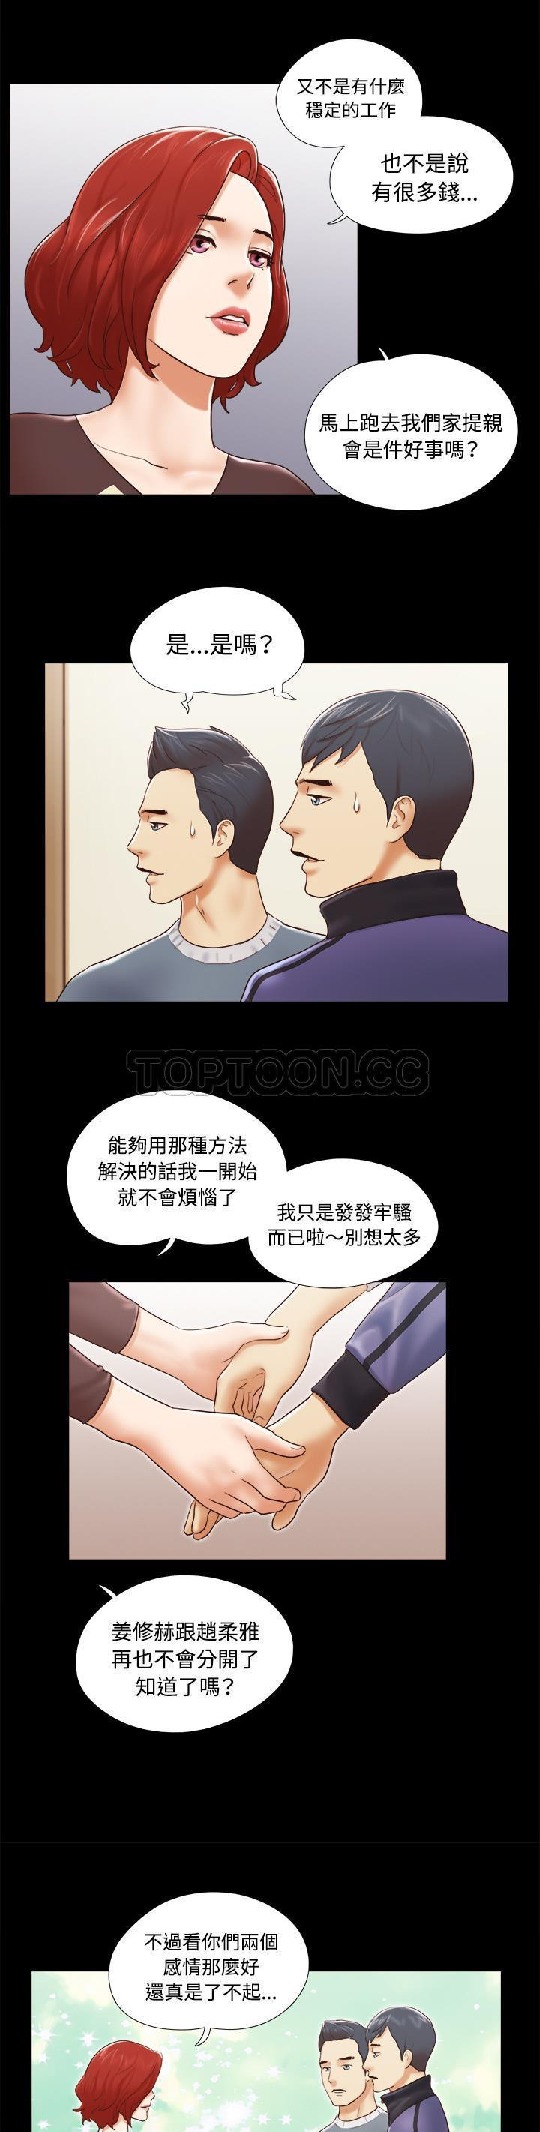 又不是有什麼
穩定的工作
也不是說
有很多錢...
馬上跑去我們家提親
會是件好事嗎？
是...是嗎？
TOPTOON.CC
能夠用那種方法
解決的話我一開始
就不會煩惱了
我只是發發牢騷
而已啦～別想太多
姜修赫跟趙柔雅
再也不會分開了
知道了嗎？
不過看你們兩個
感情那麼好
還真是了不起...